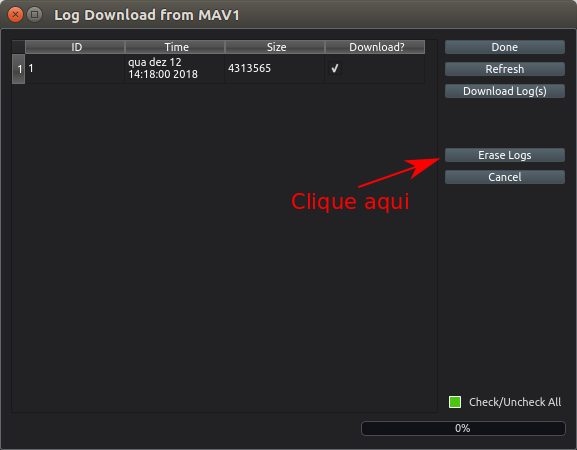 Log Download from MAV1
ID Time Size Download?
1 1 qua dez 12
14:18:00 2018 4313565 ✓
Done
Refresh
Download Log(s)
Erase Logs
Cancel
Clique aqui
Check/Uncheck All
0%